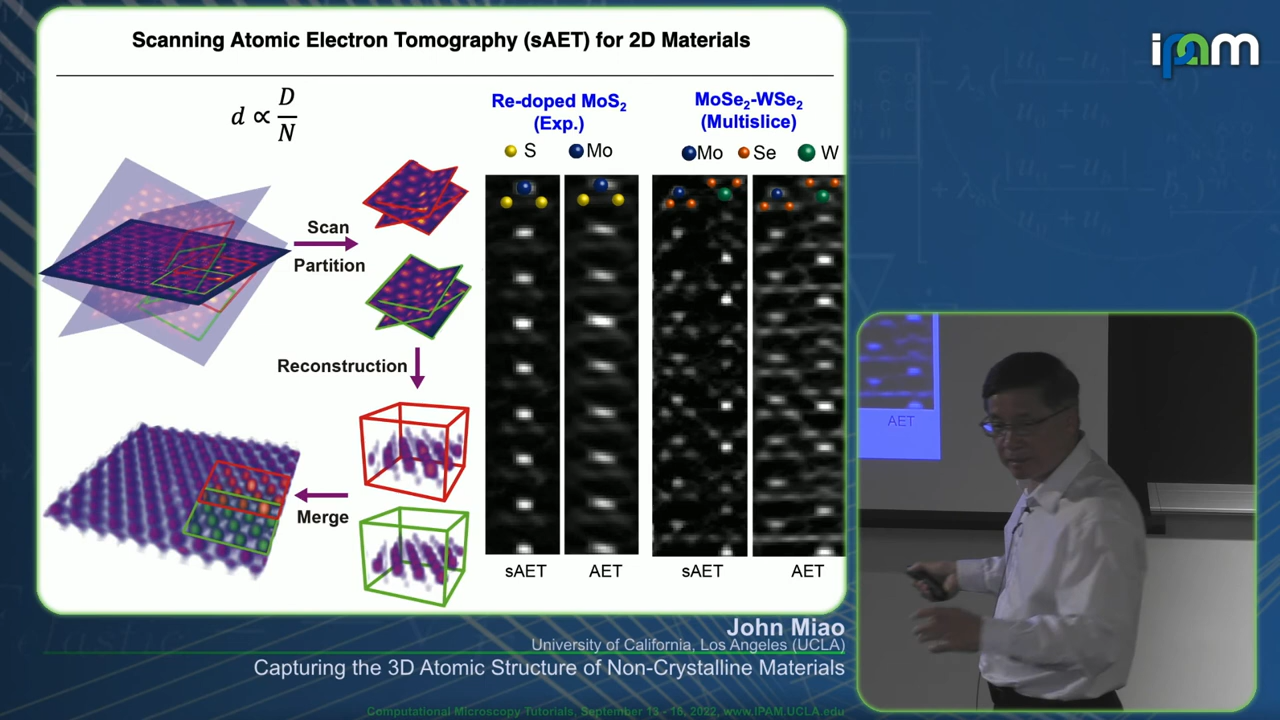 Scanning Atomic Electron Tomography (sAET) for 2D Materials
ipam
d ∝ D/N
Re-doped MoS₂
(Exp.)
MoSe₂-WSe₂
(Multislice)
S Mo
Mo Se W
Scan
Partition
Reconstruction
Merge
sAET AET sAET AET
AET
John Miao
University of California, Los Angeles (UCLA)
Capturing the 3D Atomic Structure of Non-Crystalline Materials
Computational Microscopy Tutorials, September 13 - 16, 2022, www.IPAM.UCLA.edu